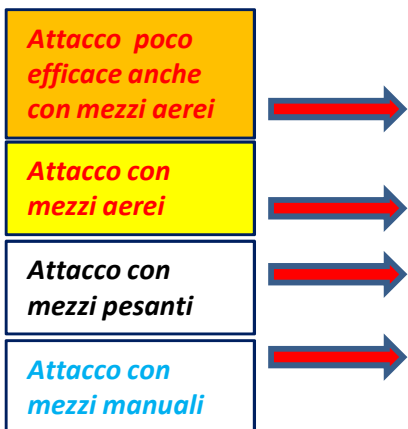 Attacco poco
efficace anche
con mezzi aerei
Attacco con
mezzi aerei
Attacco con
mezzi pesanti
Attacco con
mezzi manuali